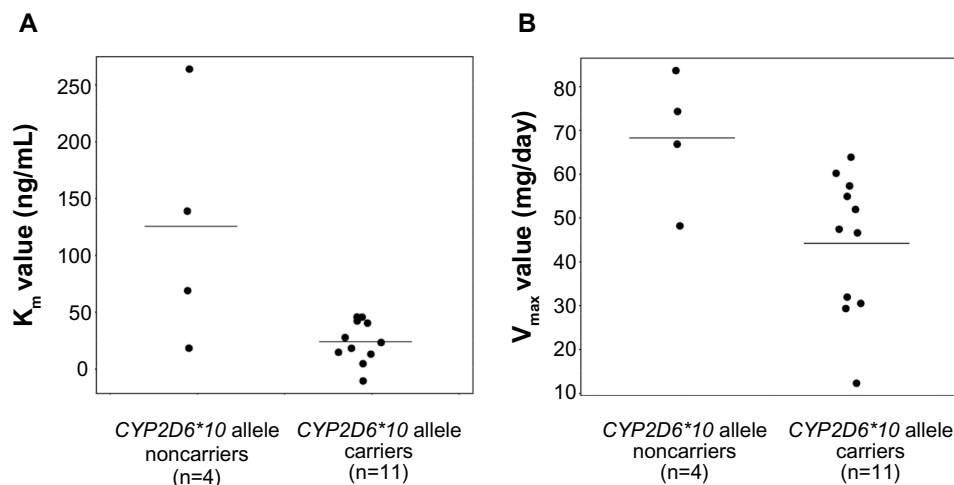 A
K_m value (ng/mL)
250
200
150
100
50
0
CYP2D6*10 allele
noncarriers
(n=4)
CYP2D6*10 allele
carriers
(n=11)
B
V_max value (mg/day)
80
70
60
50
40
30
20
10
CYP2D6*10 allele
noncarriers
(n=4)
CYP2D6*10 allele
carriers
(n=11)